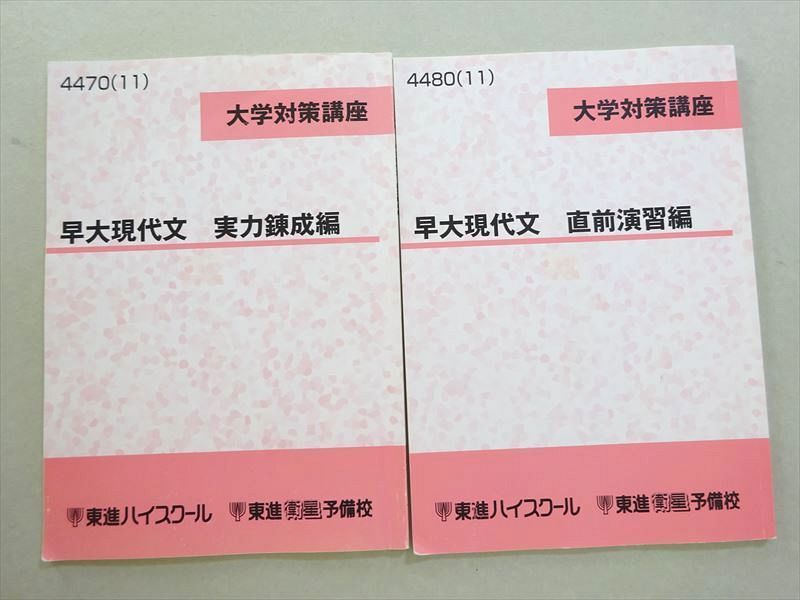 4470(11)
大学対策講座
早大現代文　実力錬成編
東進ハイスクール　東進衛星予備校
4480(11)
大学対策講座
早大現代文　直前演習編
東進ハイスクール　東進衛星予備校